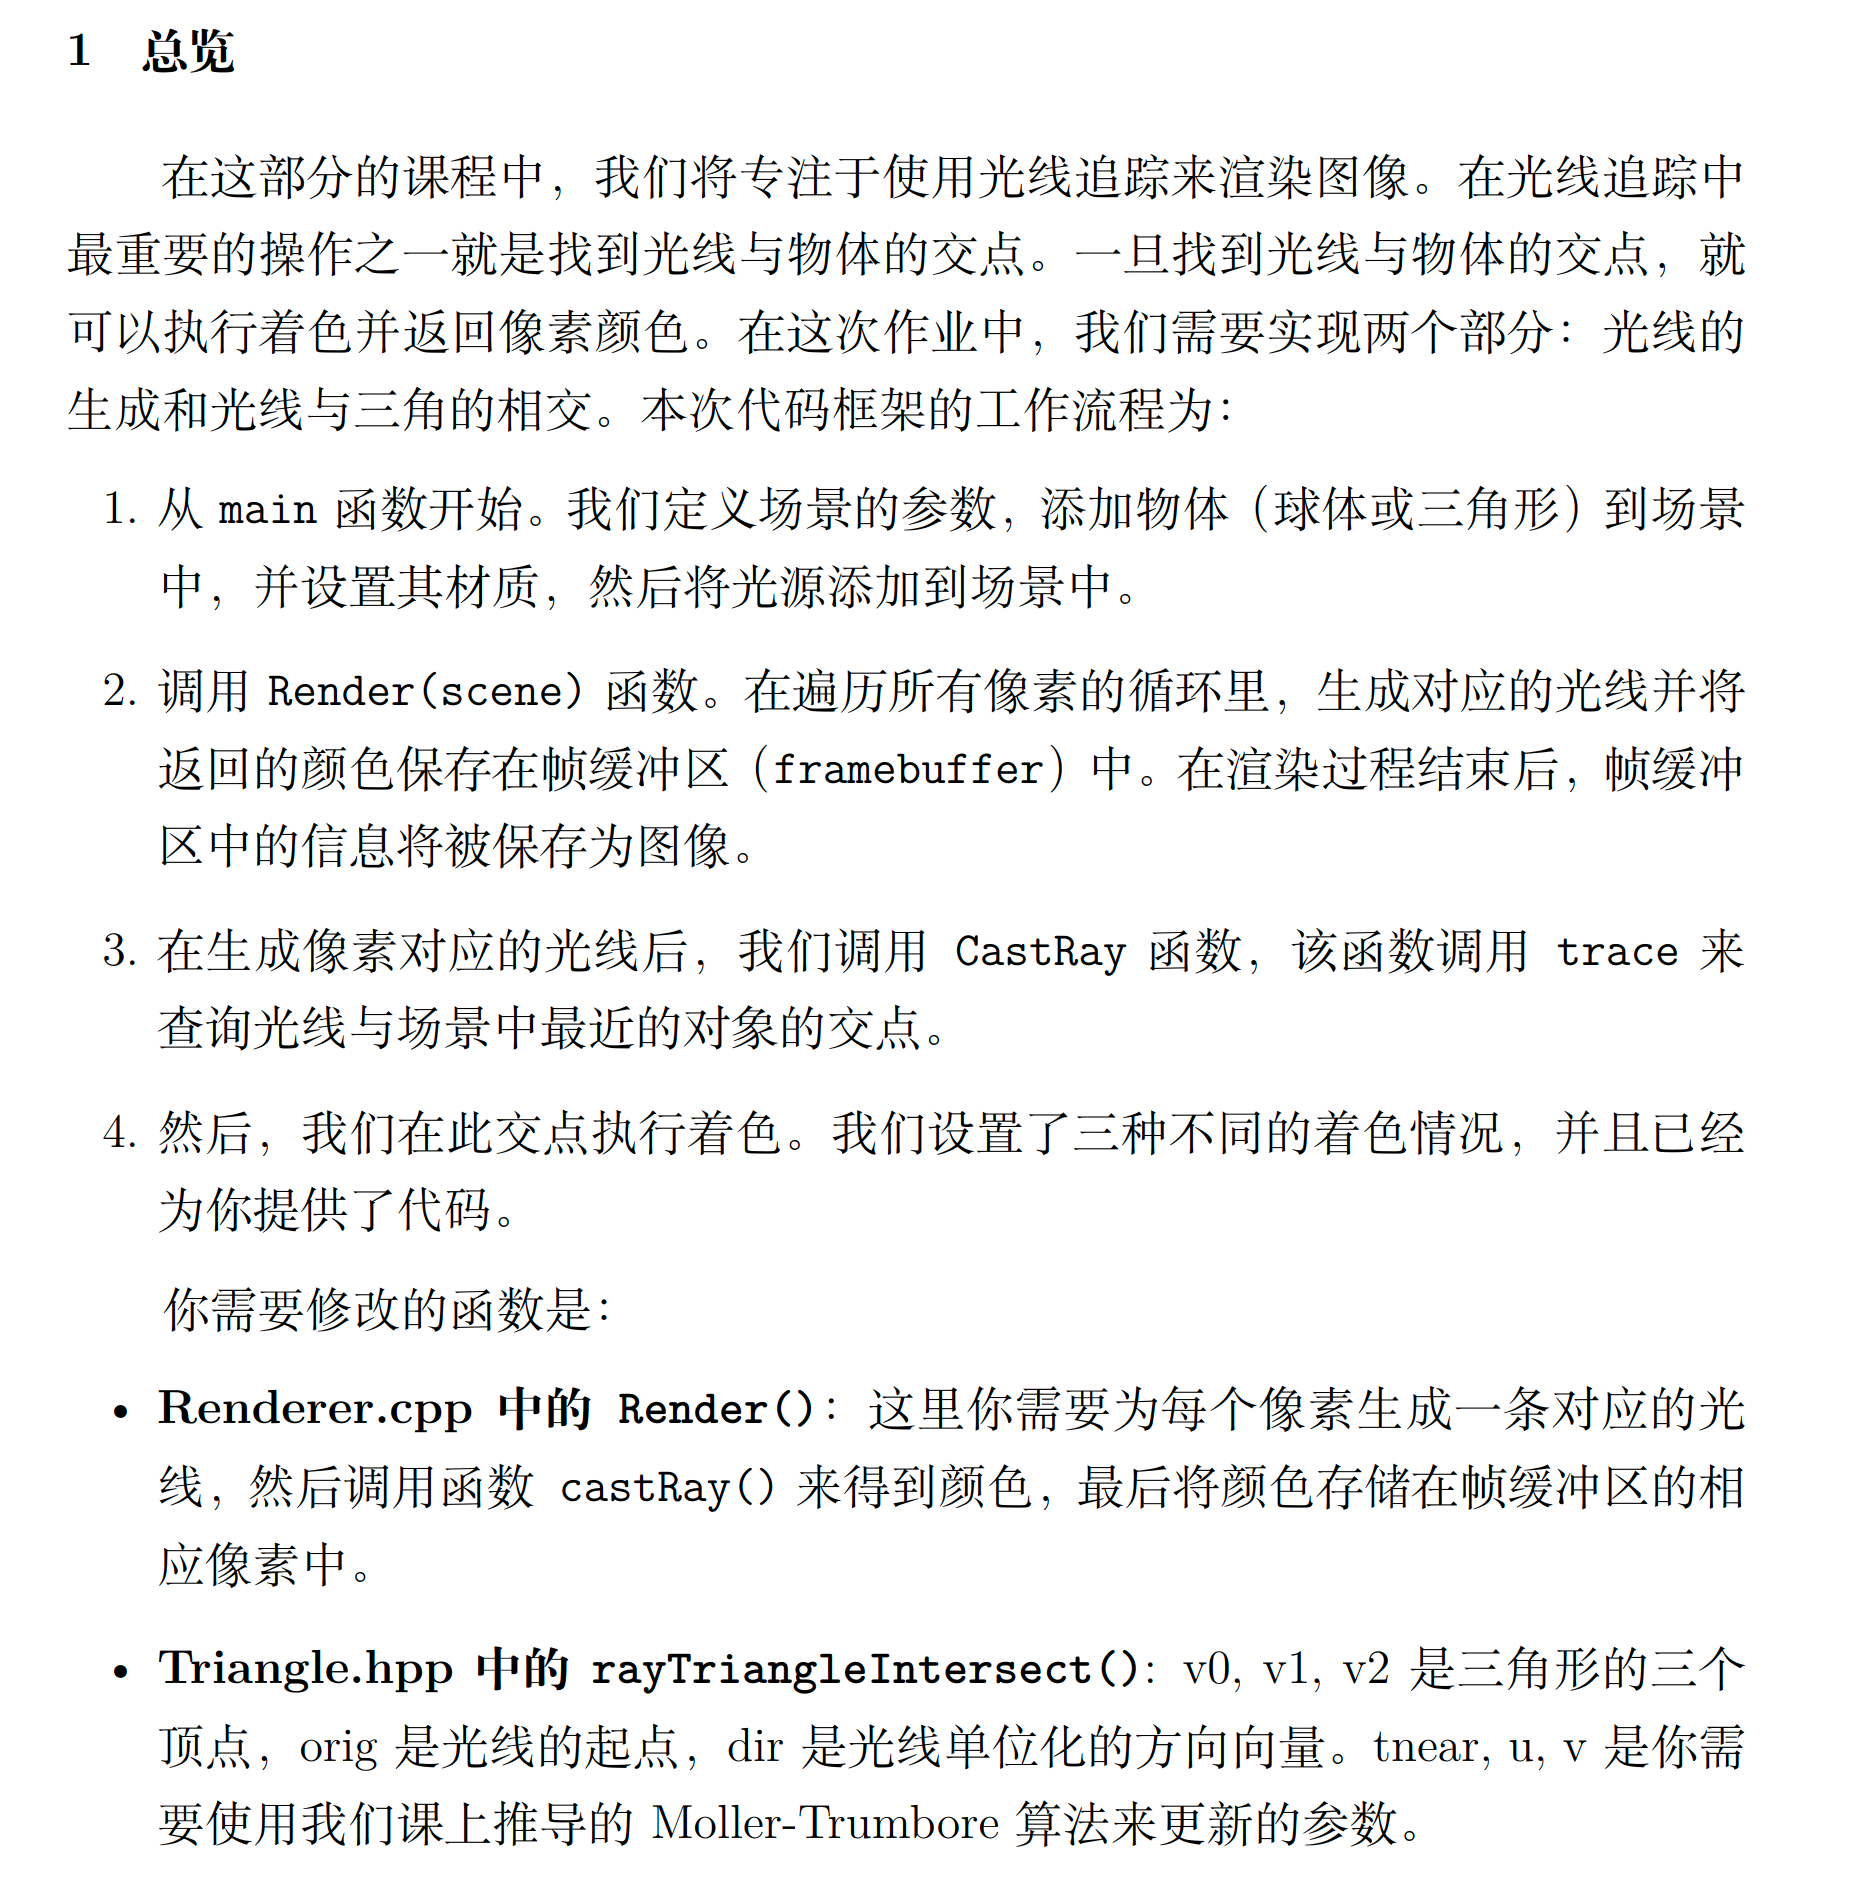 1 总览
在这部分的课程中，我们将专注于使用光线追踪来渲染图像。在光线追踪中
最重要的操作之一就是找到光线与物体的交点。一旦找到光线与物体的交点，就
可以执行着色并返回像素颜色。在这次作业中，我们需要实现两个部分：光线的
生成和光线与三角的相交。本次代码框架的工作流程为：
1. 从 main 函数开始。我们定义场景的参数，添加物体（球体或三角形）到场景
中，并设置其材质，然后将光源添加到场景中。
2. 调用 Render(scene) 函数。在遍历所有像素的循环里，生成对应的光线并将
返回的颜色保存在帧缓冲区（framebuffer）中。在渲染过程结束后，帧缓冲
区中的信息将被保存为图像。
3. 在生成像素对应的光线后，我们调用 CastRay 函数，该函数调用 trace 来
查询光线与场景中最近的对象的交点。
4. 然后，我们在此交点执行着色。我们设置了三种不同的着色情况，并且已经
为你提供了代码。
你需要修改的函数是：
• Renderer.cpp 中的 Render()：这里你需要为每个像素生成一条对应的光
线，然后调用函数 castRay() 来得到颜色，最后将颜色存储在帧缓冲区的相
应像素中。
• Triangle.hpp 中的 rayTriangleIntersect(): v0, v1, v2 是三角形的三个
顶点，orig 是光线的起点，dir 是光线单位化的方向向量。tnear, u, v 是你需
要使用我们课上推导的 Moller-Trumbore 算法来更新的参数。